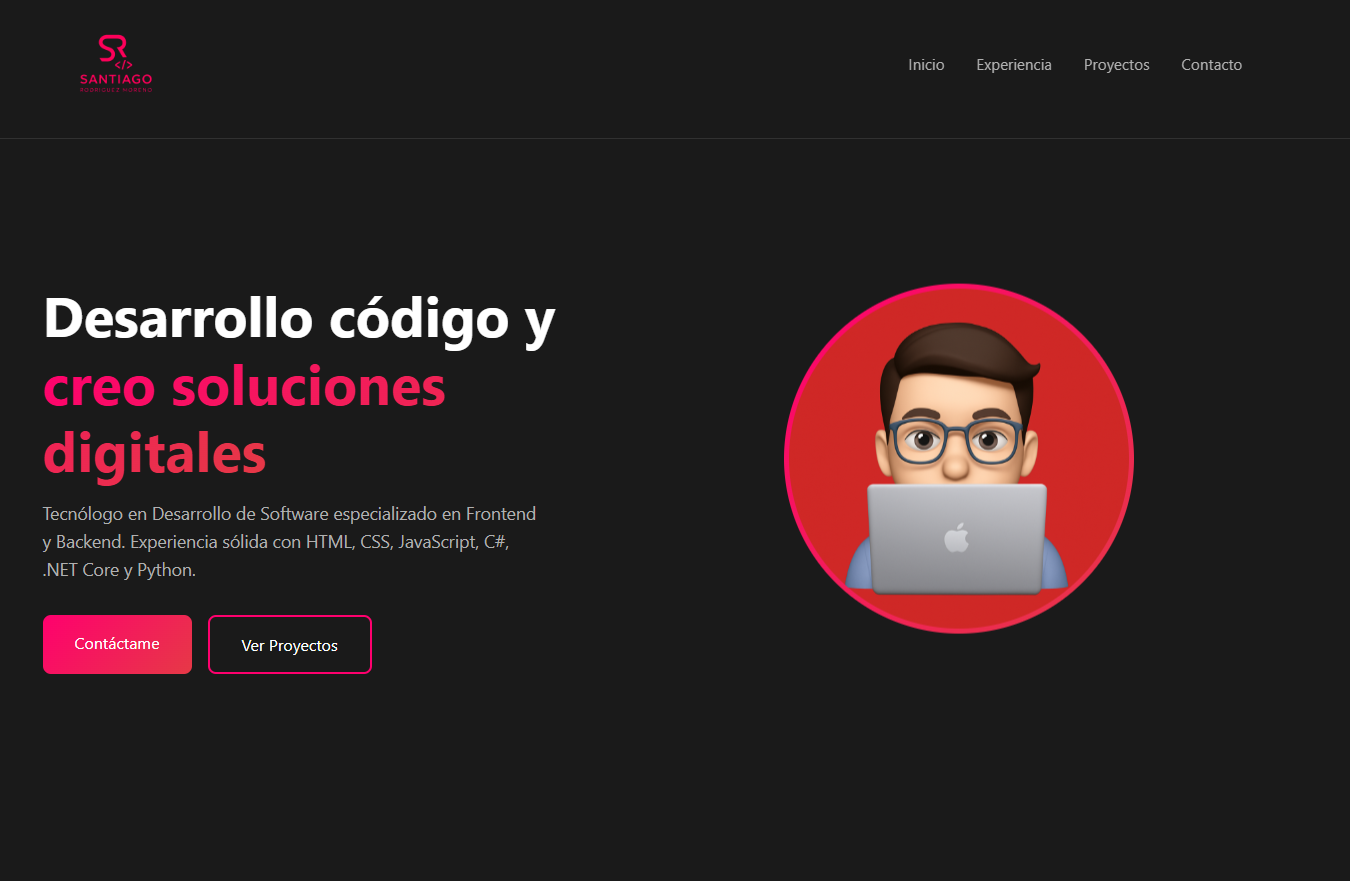 SR
</>
SANTIAGO
RODRIGUEZ MORENO
Inicio
Experiencia
Proyectos
Contacto
Desarrollo código y
creo soluciones
digitales
Tecnólogo en Desarrollo de Software especializado en Frontend
y Backend. Experiencia sólida con HTML, CSS, JavaScript, C#,
.NET Core y Python.
Contáctame
Ver Proyectos